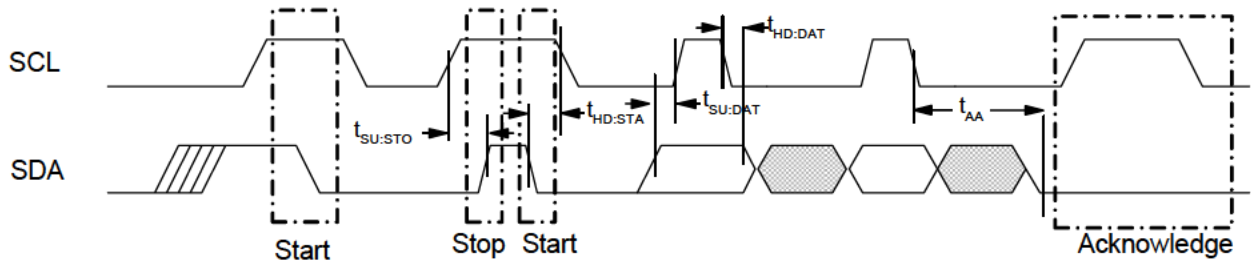 SCL
tHD:DAT
tHD:STA
tSU:DAT
tAA
tSU:STO
SDA
Start
Stop
Start
Acknowledge